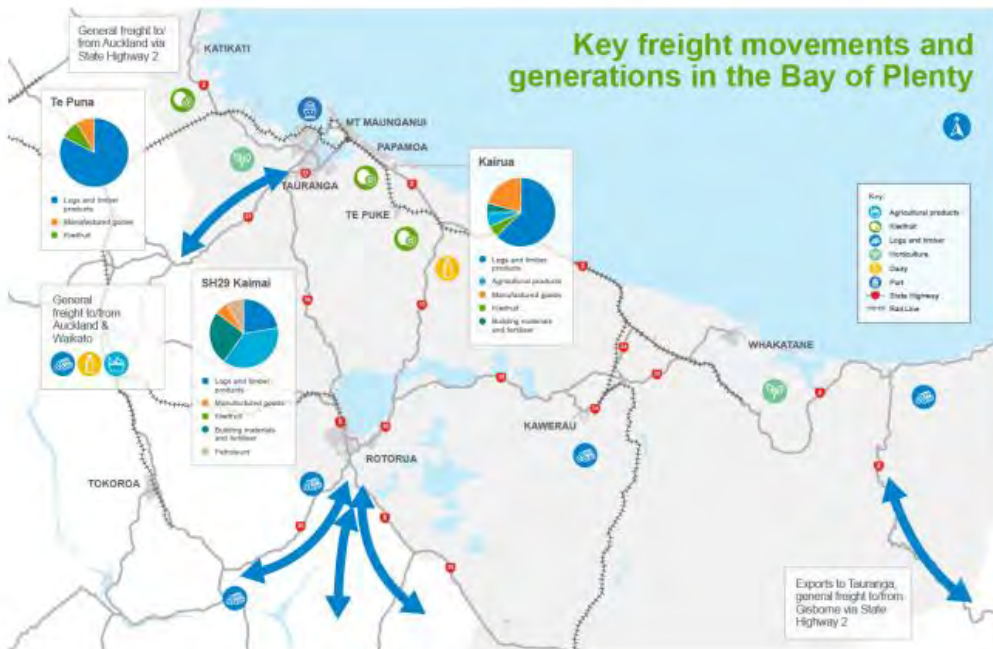 Key freight movements and
generations in the Bay of Plenty
General freight to/
from Auckland via
State Highway 2
KATIKATI
Te Puna
Logs and timber
products
Manufactured goods
Kiwifruit
MT MAUNGANUI
PAPAMOA
TAURANGA
TE PUKE
Kairua
Logs and timber
products
Agricultural products
Manufactured goods
Kiwifruit
Building materials
and fertiliser
Key:
Agricultural products
Kiwifruit
Logs and timber
Horticulture
Dairy
Port
State Highway
Rail Line
General
freight to/from
Auckland &
Waikato
SH29 Kaimai
Logs and timber
products
Manufactured goods
Kiwifruit
Building materials
and fertiliser
Petroleum
WHAKATANE
KAWERAU
ROTORUA
TOKOROA
Exports to Tauranga,
general freight to/from
Gisborne via State
Highway 2